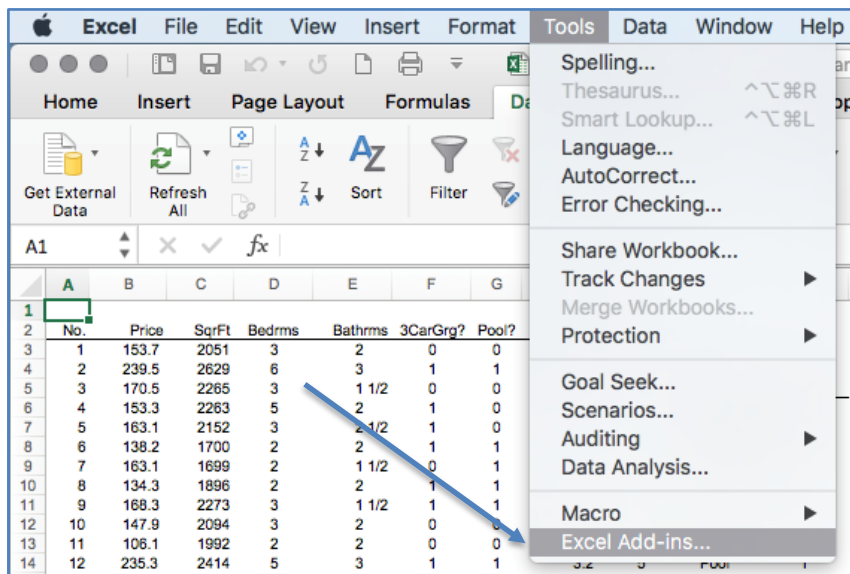 Excel File Edit View Insert Format Tools Data Window Help
Home Insert Page Layout Formulas
Get External Data
Refresh All
A Z
Z A
AZ Sort
Filter
A1 fx
A B C D E F G
1
2 No. Price SqrFt Bedrms Bathrms 3CarGrg? Pool?
3 1 153.7 2051 3 2 0 0
4 2 239.5 2629 6 3 1 1
5 3 170.5 2265 3 1 1/2 0 0
6 4 153.3 2263 5 2 1 0
7 5 163.1 2152 3 2 1/2 1 0
8 6 138.2 1700 2 2 1 1
9 7 163.1 1699 2 1 1/2 0 1
10 8 134.3 1896 2 2 1 1
11 9 168.3 2273 3 1 1/2 1 1
12 10 147.9 2094 3 2 0
13 11 106.1 1992 2 2 0 0
14 12 235.3 2414 5 3 1 1 3.2 5 Pool 1
Spelling...
Thesaurus... ^⌥⌘R
Smart Lookup... ^⌥⌘L
Language...
AutoCorrect...
Error Checking...
Share Workbook...
Track Changes
Merge Workbooks...
Protection
Goal Seek...
Scenarios...
Auditing
Data Analysis...
Macro
Excel Add-ins...